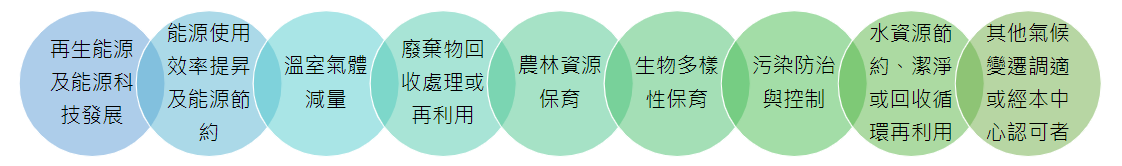 再生能源
及能源科
技發展
能源使用
效率提昇
及能源節
約
溫室氣體
減量
廢棄物回
收處理或
再利用
農林資源
保育
生物多樣
性保育
污染防治
與控制
水資源節
約、潔淨
或回收循
環再利用
其他氣候
變遷調適
或經本中
心認可者